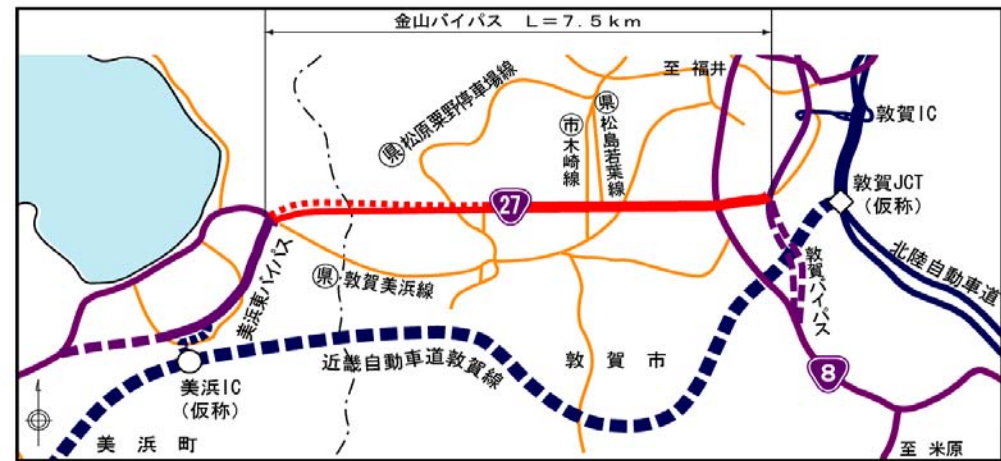 金山バイパス L=7.5km
至 福井
県松原粟野停車場線
市木崎線
県松島若葉線
敦賀IC
敦賀JCT
(仮称)
27
北陸自動車道
敦賀バイパス
県敦賀美浜線
美浜東バイパス
近畿自動車道敦賀線
敦賀市
8
美浜IC
(仮称)
美浜町
至 米原